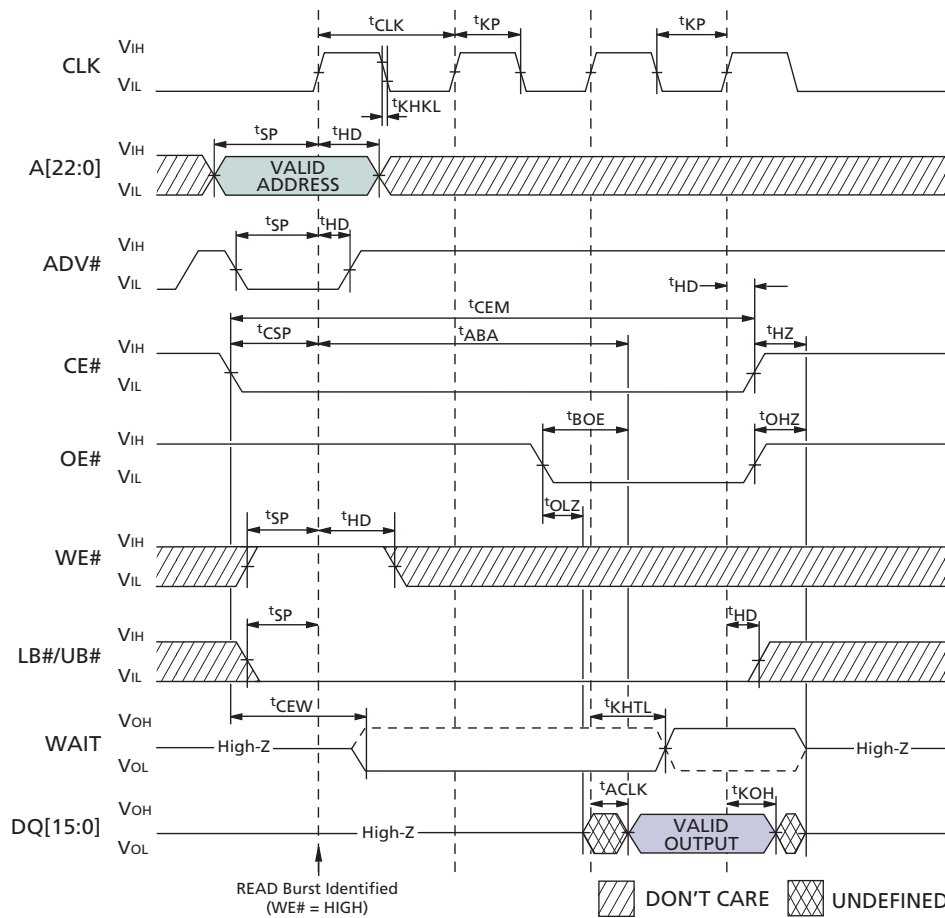 tCLK tKP tKP
VIH
CLK
VIL
tKHKL
tSP tHD
VIH
A[22:0] VALID ADDRESS
VIL
tSP tHD
VIH
ADV#
VIL
tHD
tCEM
tCSP tABA tHZ
VIH
CE#
VIL
tBOE tOHZ
VIH
OE#
VIL
tOLZ
tSP tHD
VIH
WE#
VIL
tSP tHD
VIH
LB#/UB#
VIL
tCEW tKHTL
VOH
WAIT High-Z High-Z
VOL
tACLK tKOH
VOH
DQ[15:0] High-Z VALID OUTPUT
VOL
READ Burst Identified
(WE# = HIGH)
DON'T CARE UNDEFINED